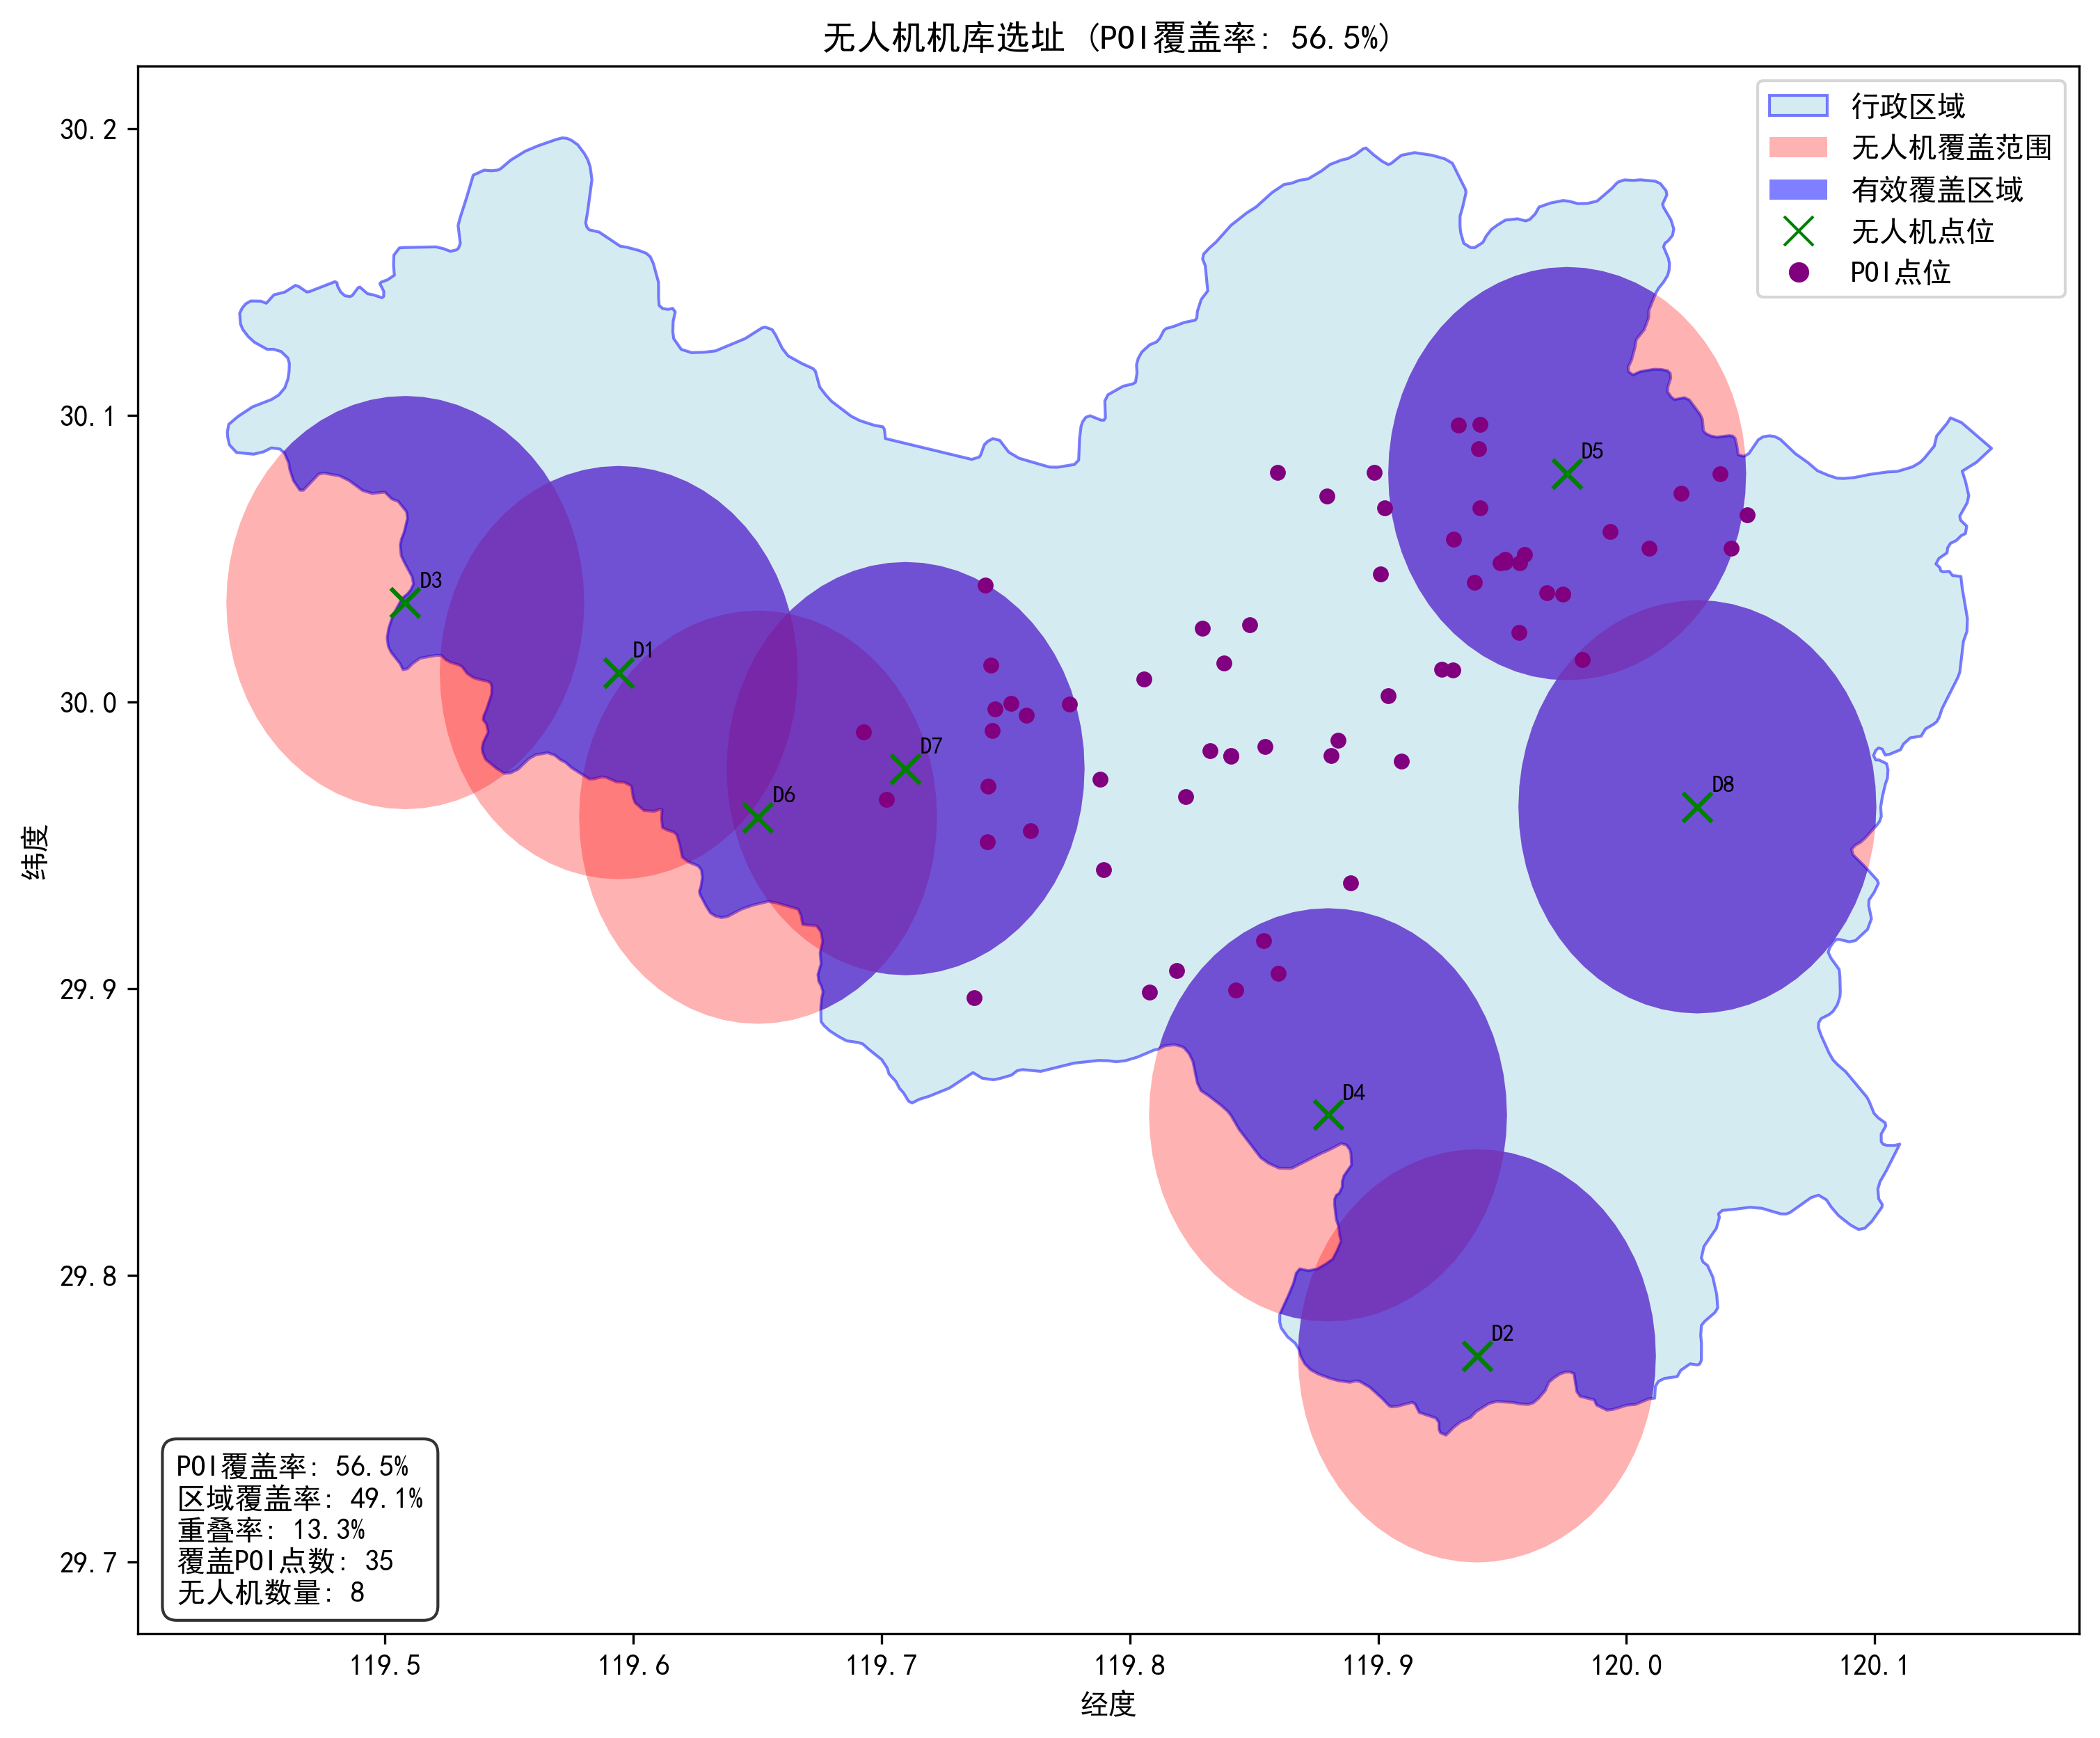 无人机机库选址 (POI覆盖率: 56.5%)
行政区域
无人机覆盖范围
有效覆盖区域
无人机点位
POI点位
30.2
30.1
30.0
29.9
29.8
29.7
纬度
D5
D3
D1
D7
D6
D8
D4
D2
POI覆盖率: 56.5%
区域覆盖率: 49.1%
重叠率: 13.3%
覆盖POI点数: 35
无人机数量: 8
119.5
119.6
119.7
119.8
119.9
120.0
120.1
经度